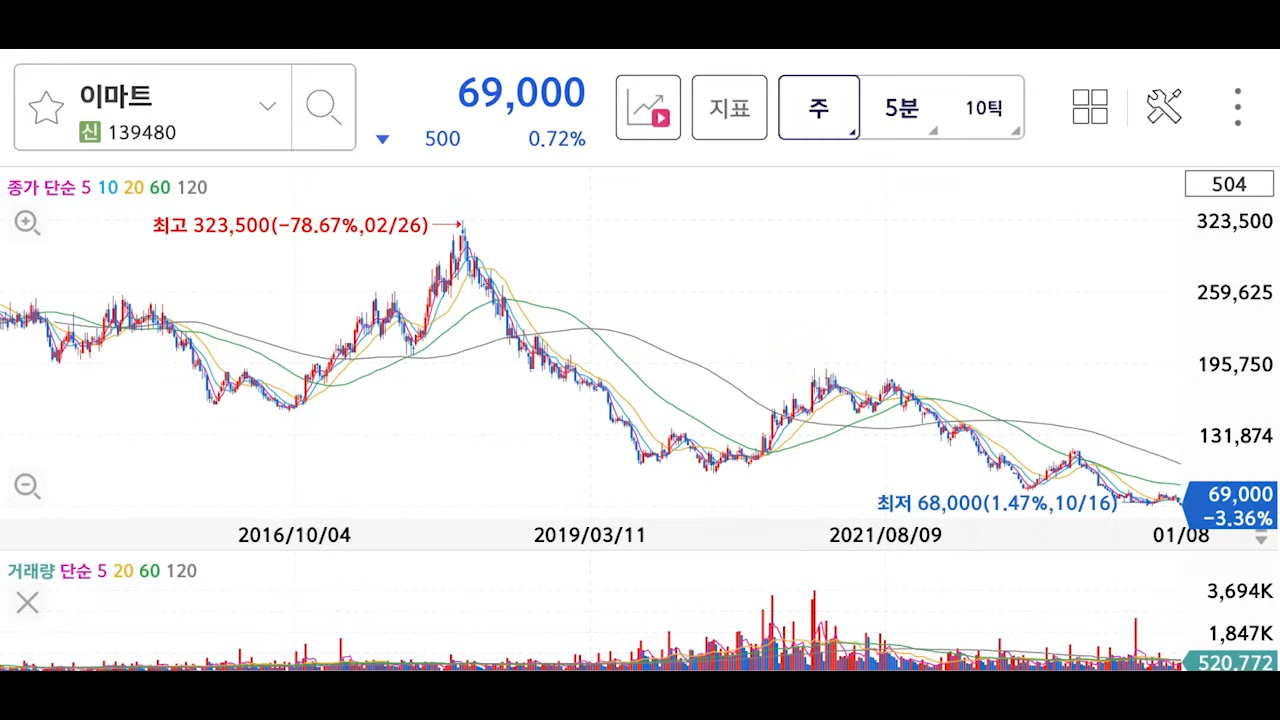 이마트
신 139480
69,000
▼ 500 0.72%
지표
주
5분
10틱
종가 단순 5 10 20 60 120
504
최고 323,500(-78.67%,02/26)
323,500
259,625
195,750
131,874
최저 68,000(1.47%,10/16)
69,000
-3.36%
2016/10/04 2019/03/11 2021/08/09 01/08
거래량 단순 5 20 60 120
3,694K
1,847K
520,772